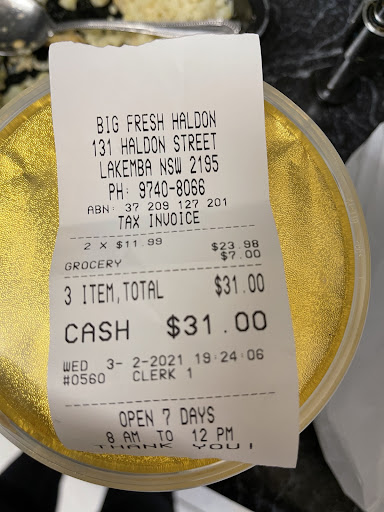 BIG FRESH HALDON
131 HALDON STREET
LAKEMBA NSW 2195
PH: 9740-8066
ABN: 37 209 127 201
TAX INVOICE
2 X $11.99 $23.98
GROCERY $7.00
3 ITEM,TOTAL $31.00
CASH $31.00
WED 3- 2-2021 19:24:06
#0560 CLERK 1
OPEN 7 DAYS
8 AM TO 12 PM
THANK YOU!